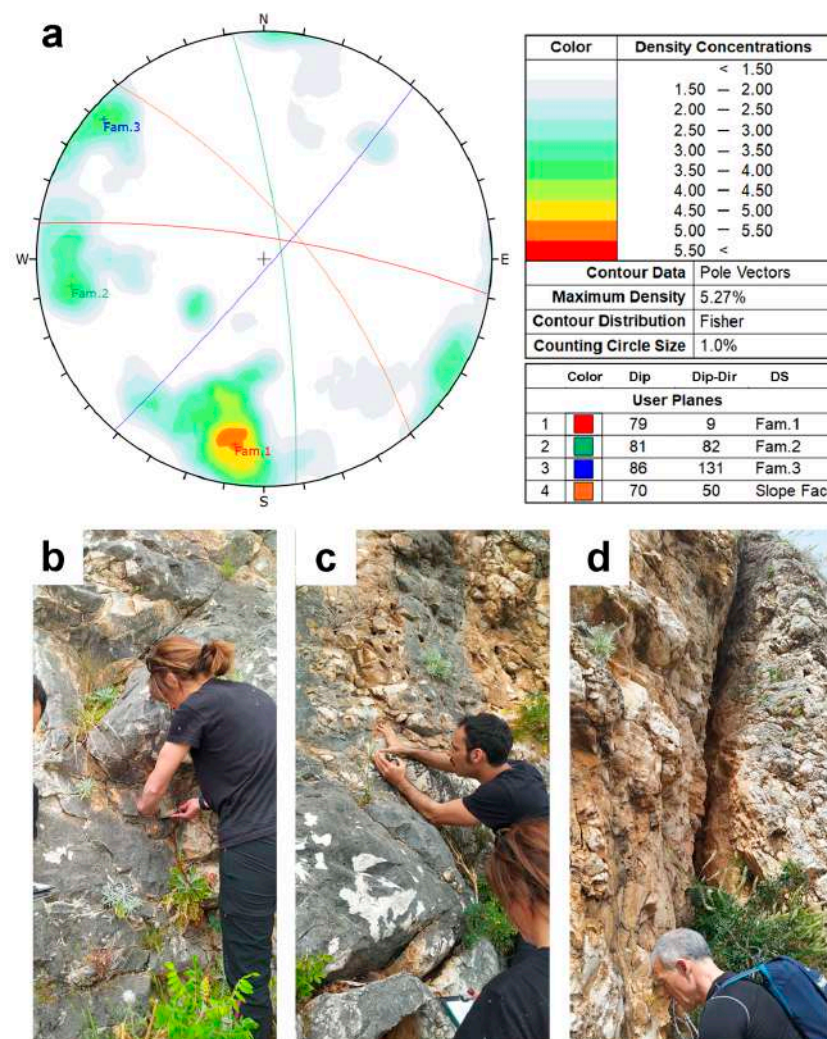 a
N
Fam.3
W
E
Fam.2
Fam.1
S
Color Density Concentrations
< 1.50
1.50 – 2.00
2.00 – 2.50
2.50 – 3.00
3.00 – 3.50
3.50 – 4.00
4.00 – 4.50
4.50 – 5.00
5.00 – 5.50
5.50 <
Contour Data Pole Vectors
Maximum Density 5.27%
Contour Distribution Fisher
Counting Circle Size 1.0%
Color Dip Dip-Dir DS
User Planes
1 79 9 Fam.1
2 81 82 Fam.2
3 86 131 Fam.3
4 70 50 Slope Fac
b
c
d